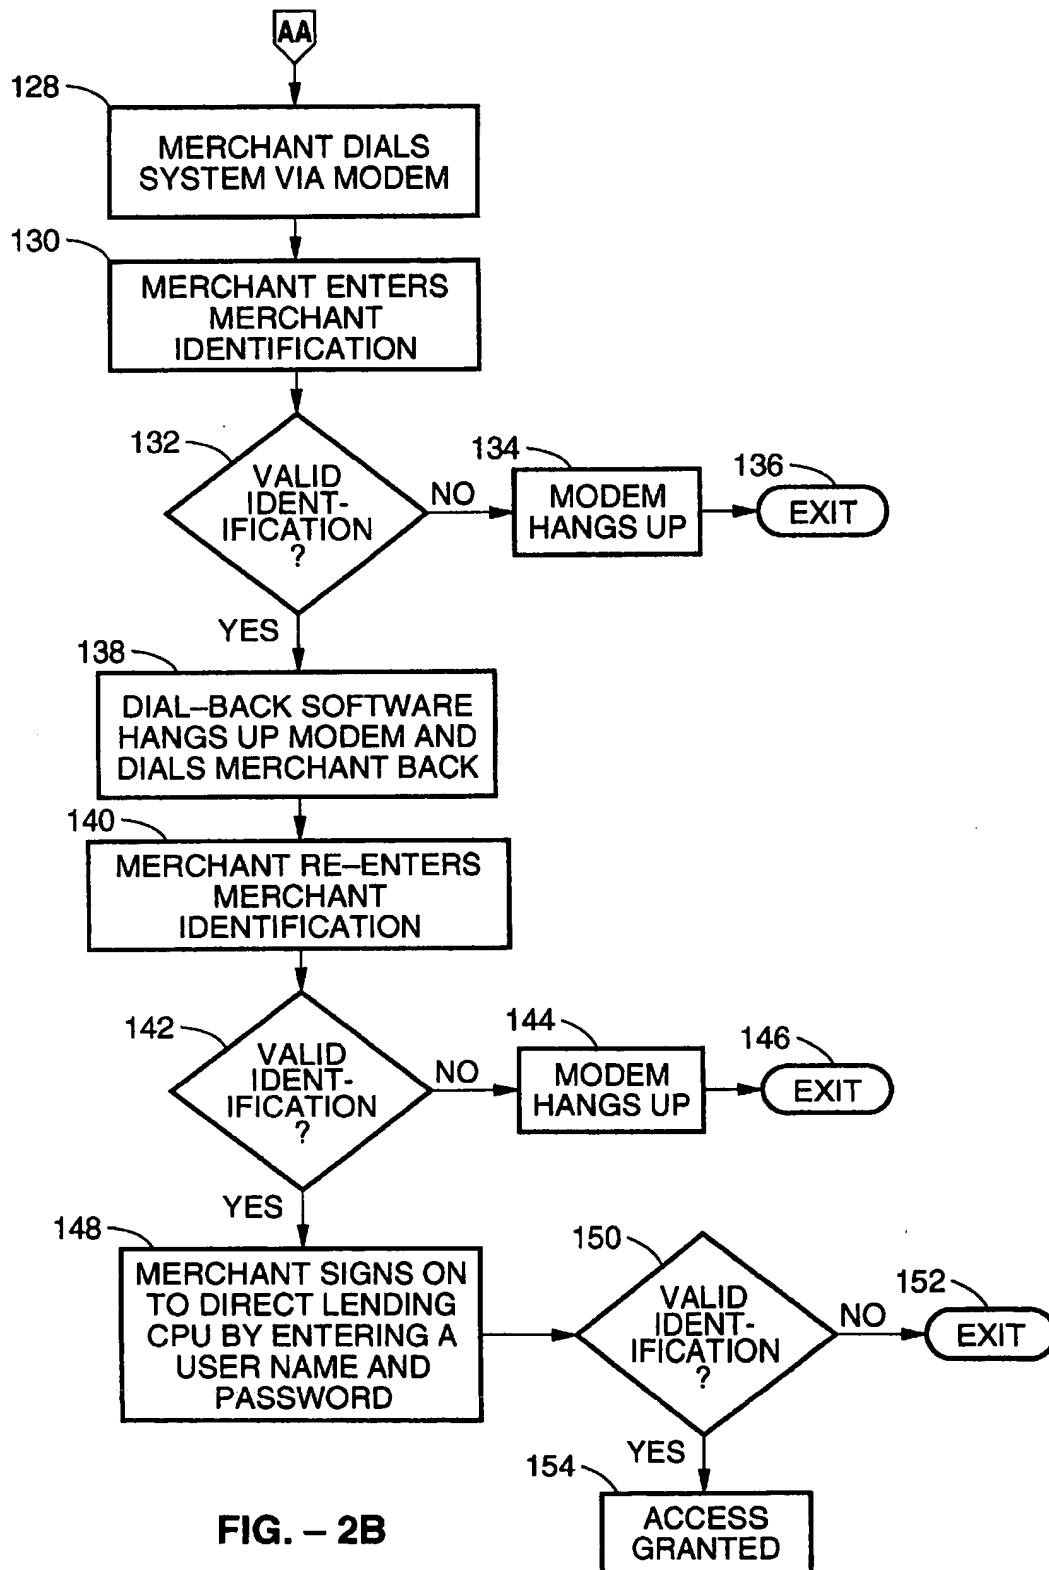 AA
128
MERCHANT DIALS
SYSTEM VIA MODEM
130
MERCHANT ENTERS
MERCHANT
IDENTIFICATION
132
VALID
IDENT-
IFICATION
?
NO
134
MODEM
HANGS UP
136
EXIT
YES
138
DIAL–BACK SOFTWARE
HANGS UP MODEM AND
DIALS MERCHANT BACK
140
MERCHANT RE–ENTERS
MERCHANT
IDENTIFICATION
142
VALID
IDENT-
IFICATION
?
NO
144
MODEM
HANGS UP
146
EXIT
YES
148
MERCHANT SIGNS ON
TO DIRECT LENDING
CPU BY ENTERING A
USER NAME AND
PASSWORD
150
VALID
IDENT-
IFICATION
?
NO
152
EXIT
YES
154
ACCESS
GRANTED
FIG. – 2B